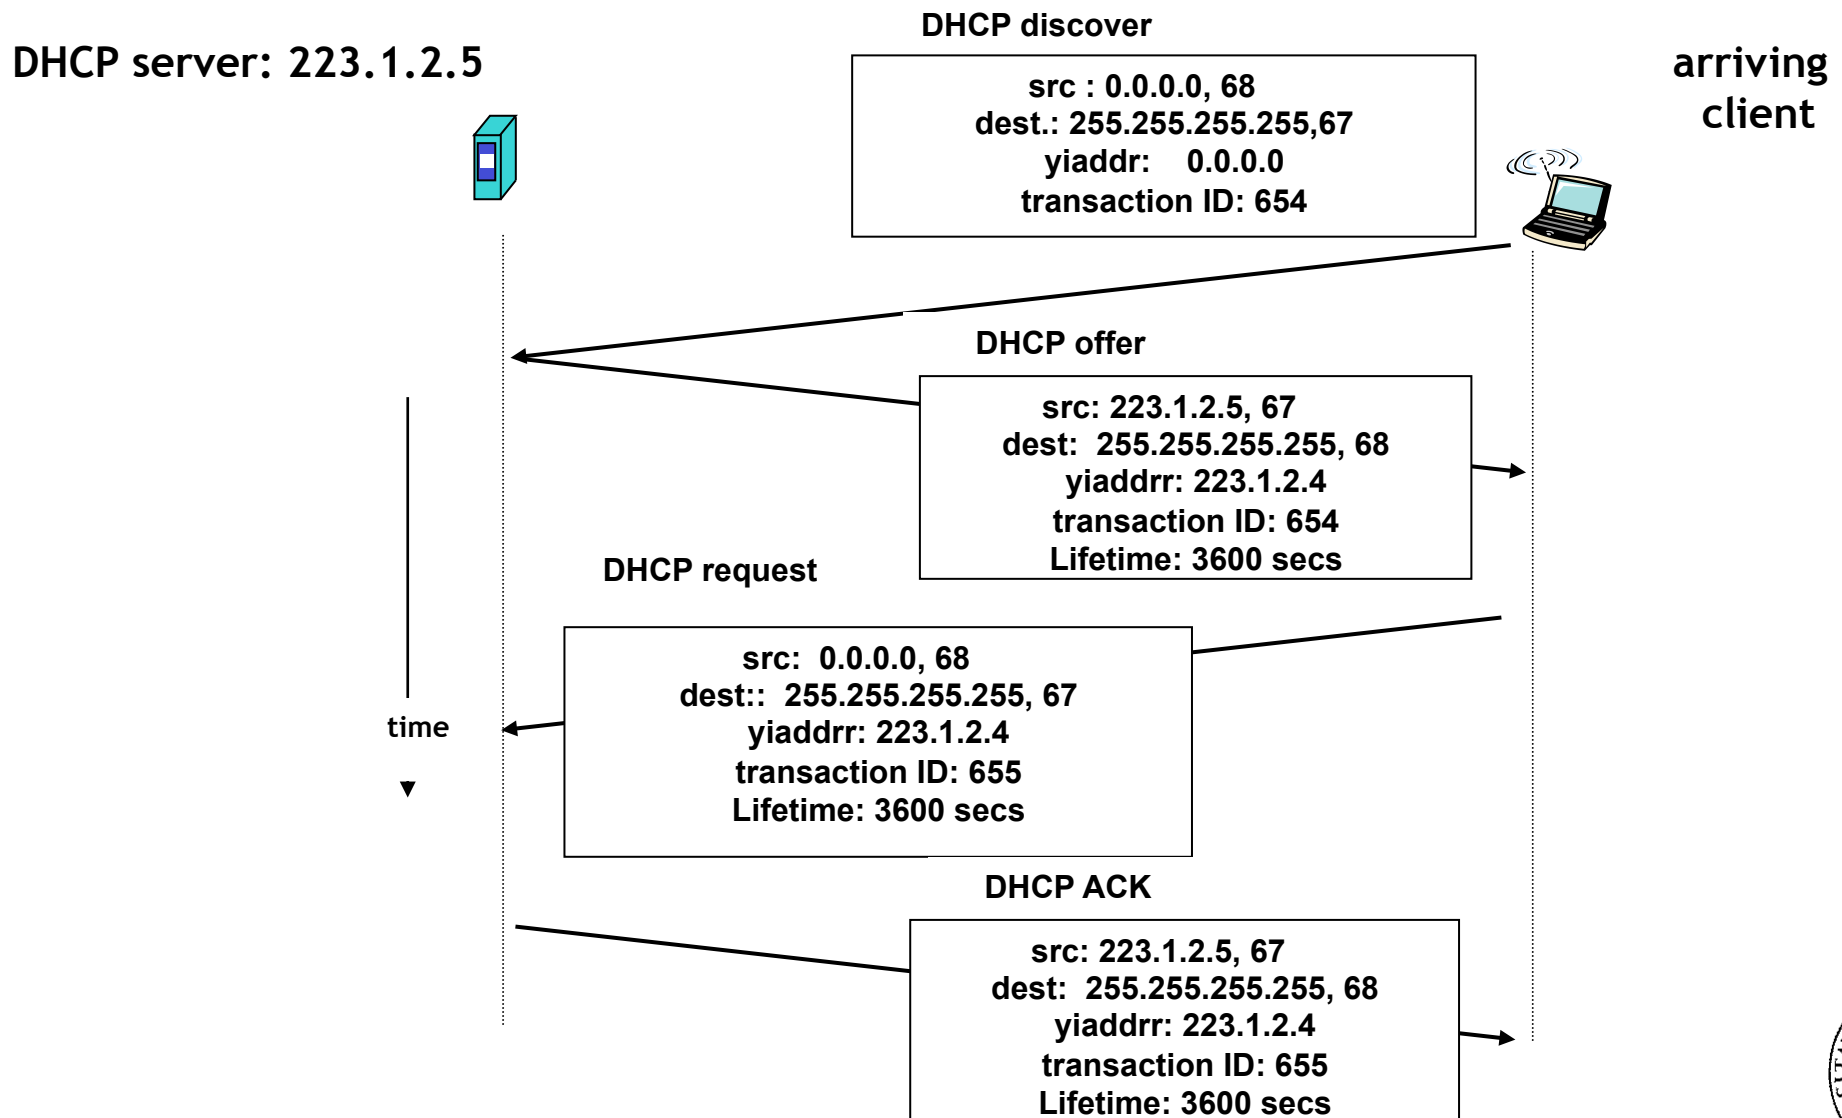 DHCP discover
DHCP server: 223.1.2.5
arriving
client
src : 0.0.0.0, 68
dest.: 255.255.255.255,67
yiaddr: 0.0.0.0
transaction ID: 654
DHCP offer
src: 223.1.2.5, 67
dest: 255.255.255.255, 68
yiaddrr: 223.1.2.4
transaction ID: 654
Lifetime: 3600 secs
DHCP request
src: 0.0.0.0, 68
dest:: 255.255.255.255, 67
yiaddrr: 223.1.2.4
transaction ID: 655
Lifetime: 3600 secs
time
DHCP ACK
src: 223.1.2.5, 67
dest: 255.255.255.255, 68
yiaddrr: 223.1.2.4
transaction ID: 655
Lifetime: 3600 secs